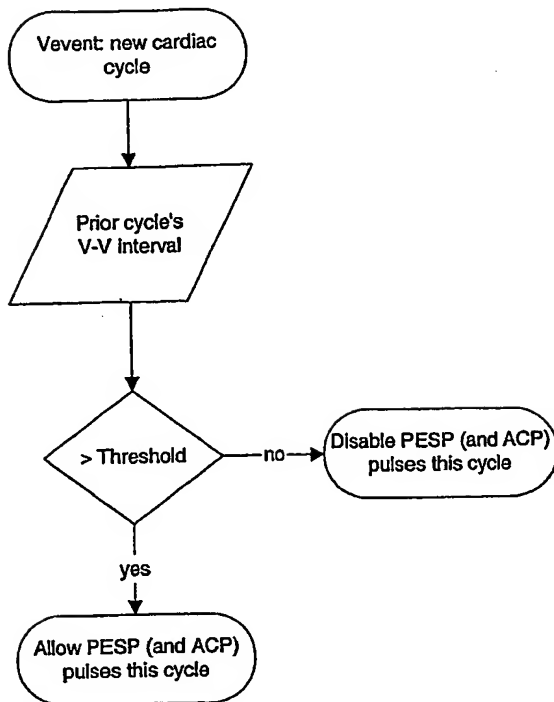 Vevent: new cardiac
cycle
Prior cycle's
V-V interval
> Threshold
no
Disable PESP (and ACP)
pulses this cycle
yes
Allow PESP (and ACP)
pulses this cycle